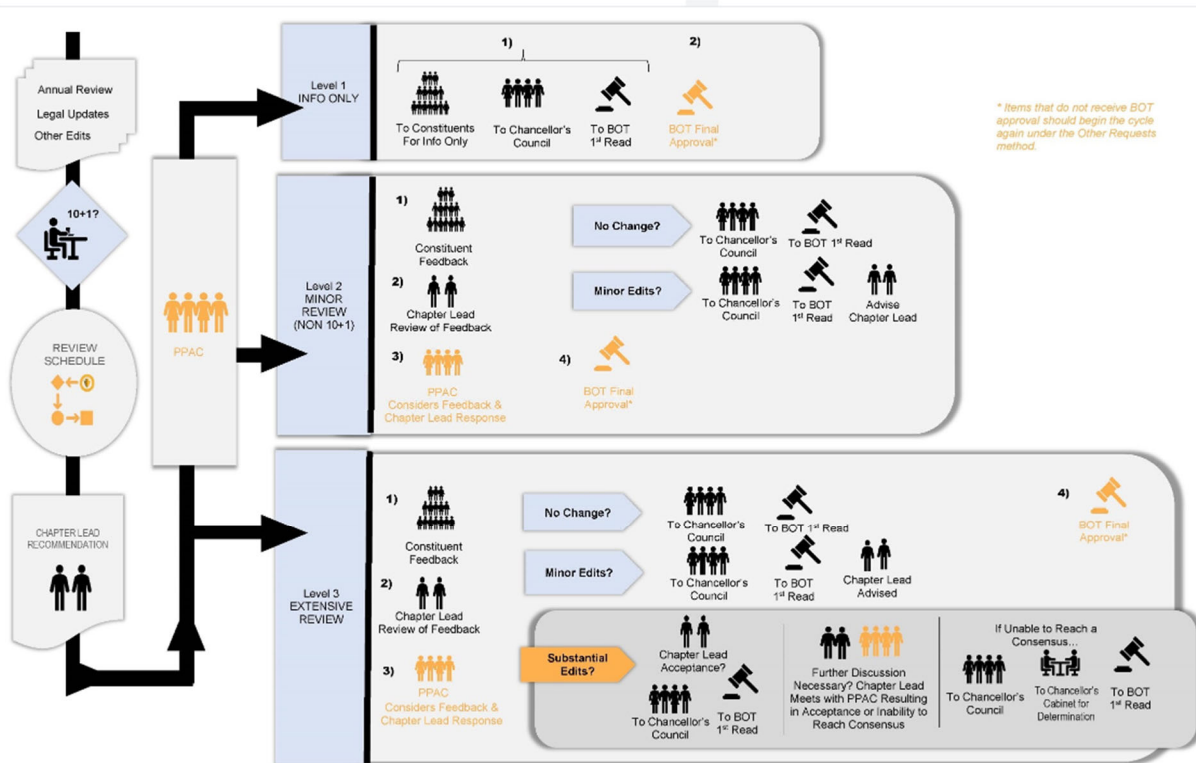 Annual Review
Legal Updates
Other Edits
10+1?
REVIEW
SCHEDULE
CHAPTER LEAD
RECOMMENDATION
PPAC
Level 1
INFO ONLY
1)
To Constituents
For Info Only
To Chancellor's
Council
To BOT
1st Read
2)
BOT Final
Approval*
* Items that do not receive BOT
approval should begin the cycle
again under the Other Requests
method.
Level 2
MINOR
REVIEW
(NON 10+1)
1)
Constituent
Feedback
2)
Chapter Lead
Review of Feedback
3)
PPAC
Considers Feedback &
Chapter Lead Response
No Change?
To Chancellor's
Council
To BOT 1st Read
Minor Edits?
To Chancellor's
Council
To BOT
1st Read
Advise
Chapter Lead
4)
BOT Final
Approval*
Level 3
EXTENSIVE
REVIEW
1)
Constituent
Feedback
2)
Chapter Lead
Review of Feedback
3)
PPAC
Considers Feedback &
Chapter Lead Response
No Change?
To Chancellor's
Council
To BOT 1st Read
Minor Edits?
To Chancellor's
Council
To BOT
1st Read
Chapter Lead
Advised
Substantial
Edits?
Chapter Lead
Acceptance?
To Chancellor's
Council
To BOT
1st Read
Further Discussion
Necessary? Chapter Lead
Meets with PPAC Resulting
in Acceptance or Inability to
Reach Consensus
If Unable to Reach a
Consensus...
To Chancellor's
Council
To Chancellor's
Cabinet for
Determination
To BOT
1st Read
4)
BOT Final
Approval*